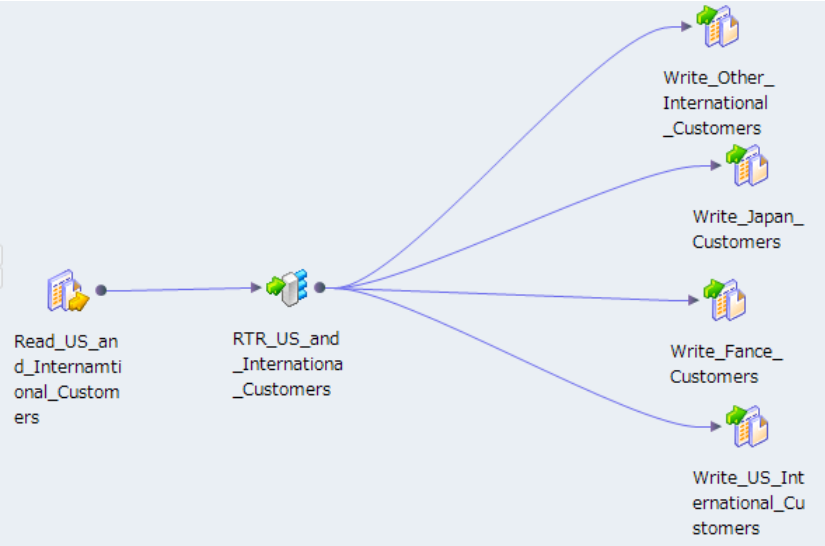 Write_Other_
International
_Customers
Write_Japan_
Customers
Read_US_an
d_Internamti
onal_Custom
ers
RTR_US_and
_Internationa
_Customers
Write_Fance_
Customers
Write_US_Int
ernational_Cu
stomers